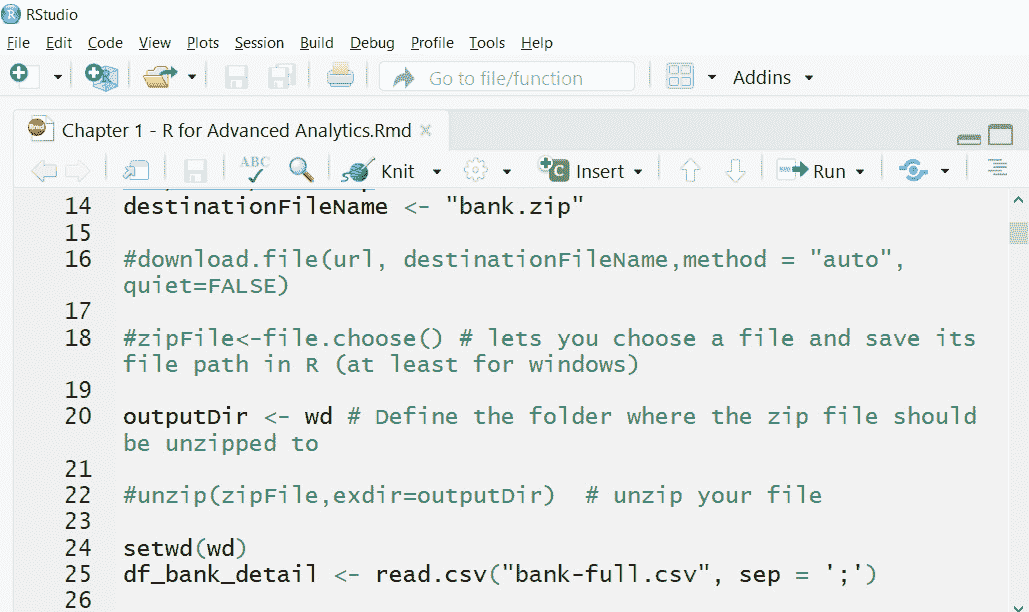 RStudio
File Edit Code View Plots Session Build Debug Profile Tools Help
Go to file/function Addins
Chapter 1 - R for Advanced Analytics.Rmd
ABC Knit Insert Run
14 destinationFileName <- "bank.zip"
15
16 #download.file(url, destinationFileName,method = "auto",
quiet=FALSE)
17
18 #zipFile<-file.choose() # lets you choose a file and save its
file path in R (at least for windows)
19
20 outputDir <- wd # Define the folder where the zip file should
be unzipped to
21
22 #unzip(zipFile,exdir=outputDir)  # unzip your file
23
24 setwd(wd)
25 df_bank_detail <- read.csv("bank-full.csv", sep = ';')
26